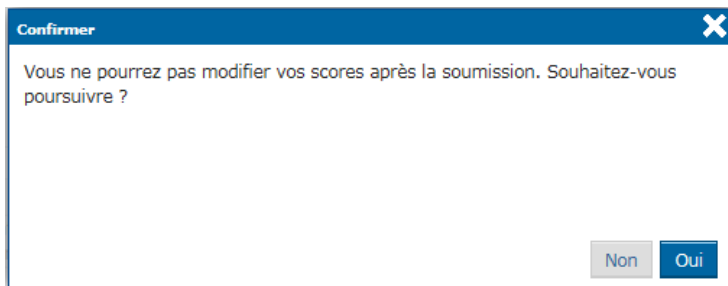 Confirmer
Vous ne pourrez pas modifier vos scores après la soumission. Souhaitez-vous
poursuivre ?
Non
Oui